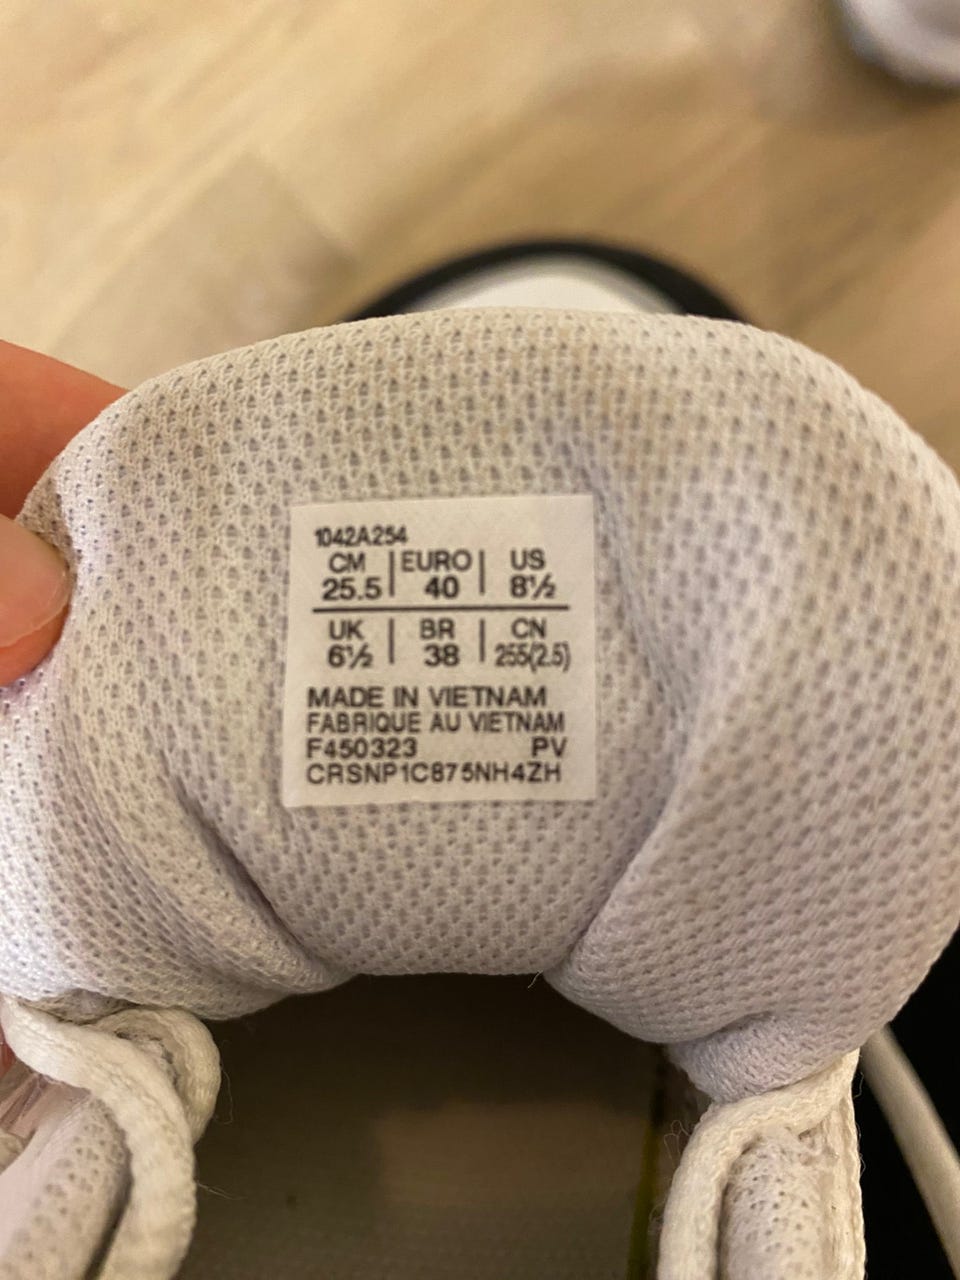 1042A254
CM | EURO | US
25.5 | 40 | 8½
UK | BR | CN
6½ | 38 | 255(2.5)
MADE IN VIETNAM
FABRIQUE AU VIETNAM
F450323 PV
CRSNP1C875NH4ZH